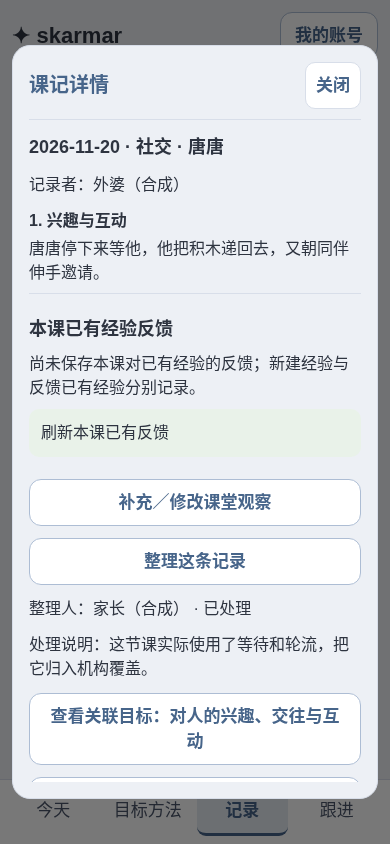 ✦ skarmar
我的账号
课记详情
关闭
2026-11-20 · 社交 · 唐唐
记录者：外婆（合成）
1. 兴趣与互动
唐唐停下来等他，他把积木递回去，又朝同伴
伸手邀请。
本课已有经验反馈
尚未保存本课对已有经验的反馈；新建经验与
反馈已有经验分别记录。
刷新本课已有反馈
补充／修改课堂观察
整理这条记录
整理人：家长（合成） · 已处理
处理说明：这节课实际使用了等待和轮流，把
它归入机构覆盖。
查看关联目标：对人的兴趣、交往与互
动
今天
目标方法
记录
跟进